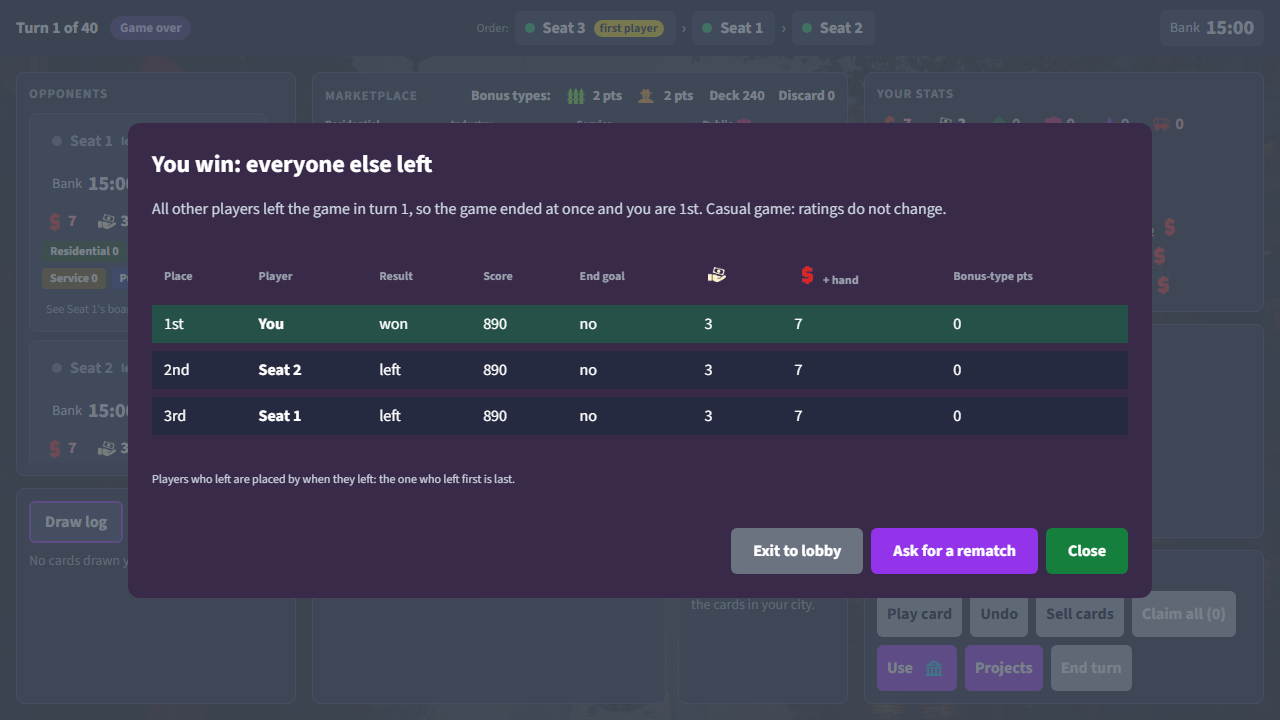 Turn 1 of 40 Game over Order: Seat 3 first player › Seat 1 › Seat 2 Bank 15:00
OPPONENTS
MARKETPLACE Bonus types: 2 pts 2 pts Deck 240 Discard 0
YOUR STATS
Seat 1
7 0
Bank 15:00
7 3
Residential 0
Service 0
See Seat 1's
Seat 2
Bank 15:00
7 3
Draw log
No cards drawn
You win: everyone else left
All other players left the game in turn 1, so the game ended at once and you are 1st. Casual game: ratings do not change.
Place Player Result Score End goal + hand Bonus-type pts
1st You won 890 no 3 7 0
2nd Seat 2 left 890 no 3 7 0
3rd Seat 1 left 890 no 3 7 0
Players who left are placed by when they left: the one who left first is last.
Exit to lobby Ask for a rematch Close
the cards in your city.
Play card Undo Sell cards Claim all (0)
Use Projects End turn